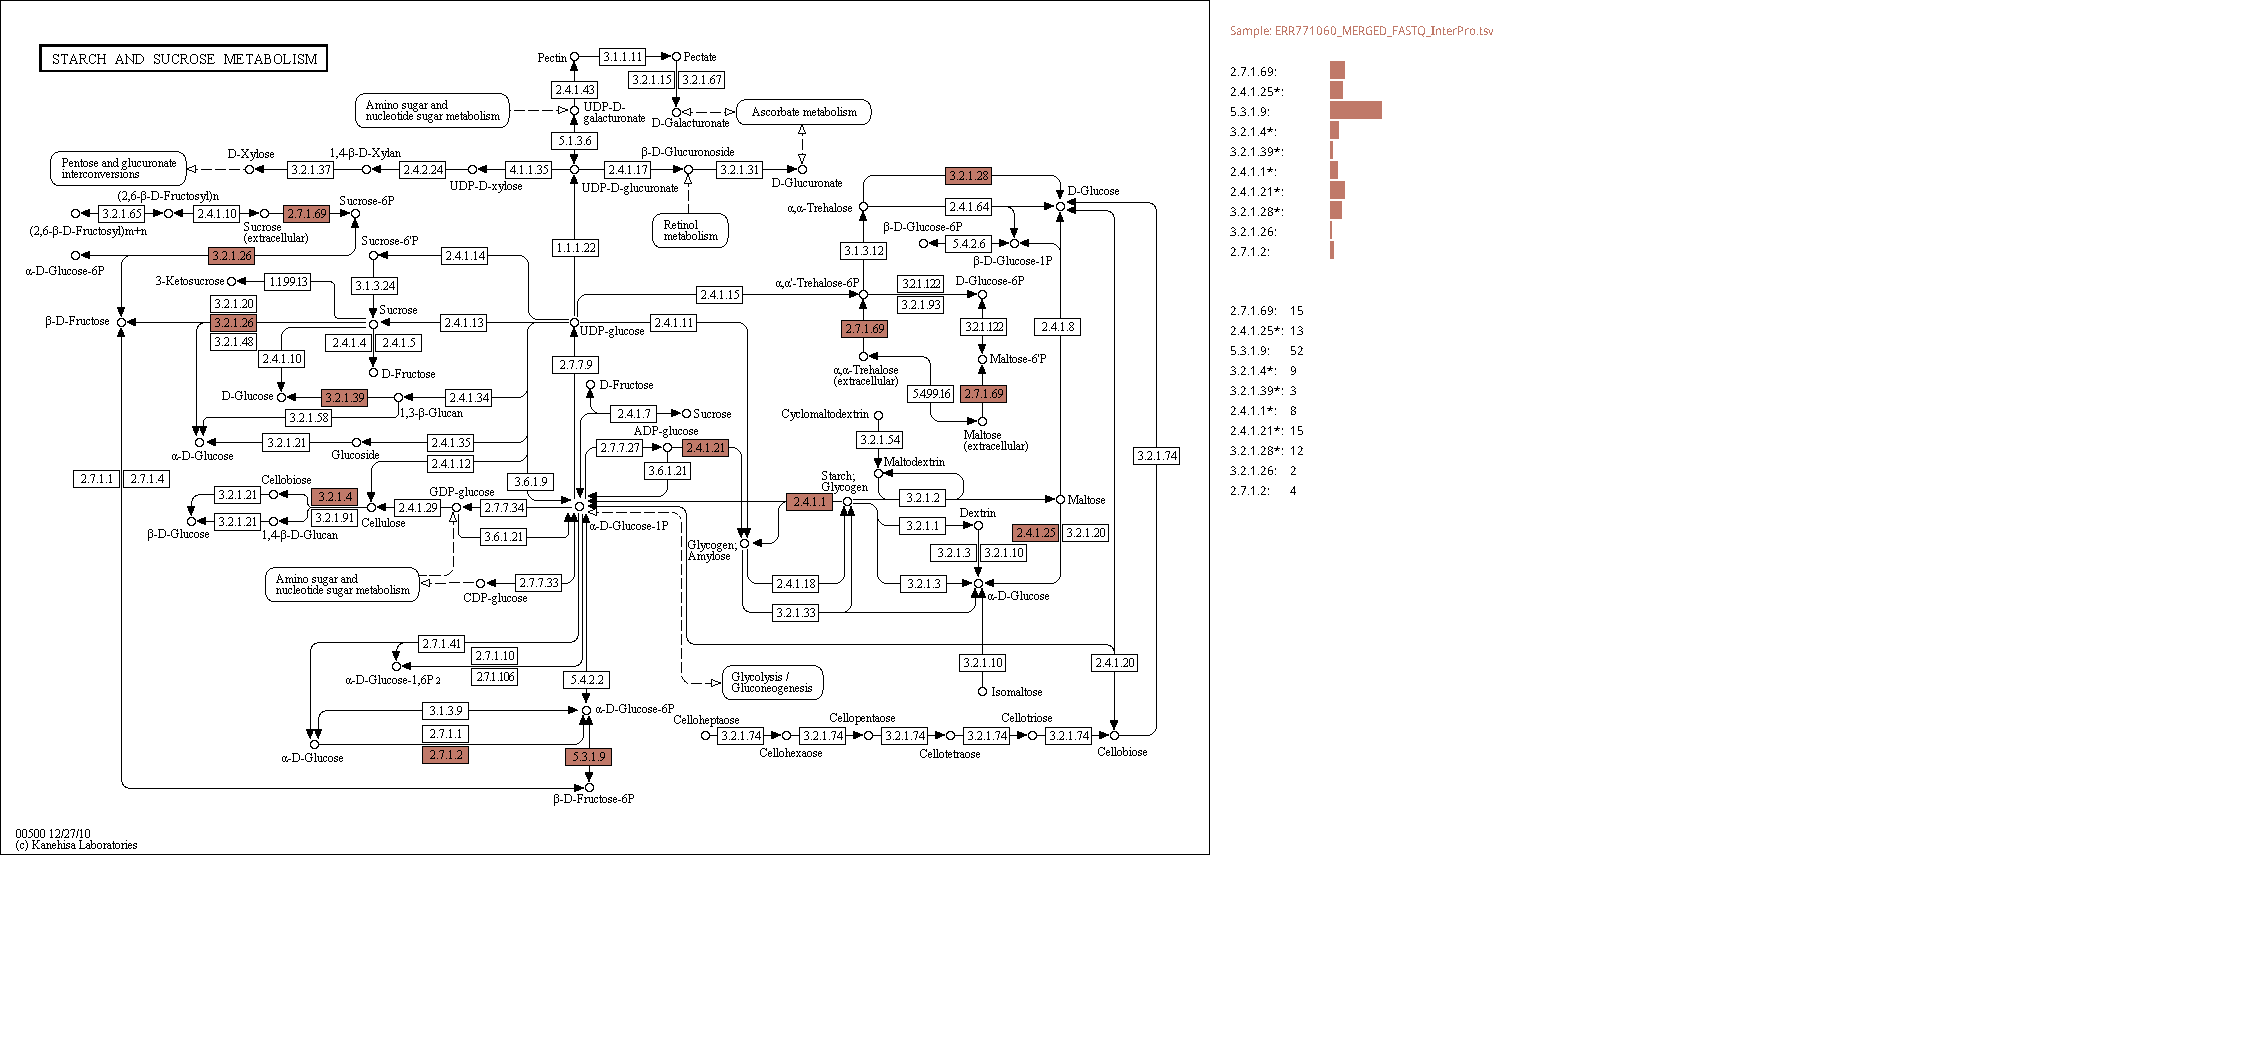 STARCH AND SUCROSE METABOLISM
Sample: ERR771060_MERGED_FASTQ_InterPro.tsv
Pectin
3.1.1.11
Pectate
3.2.1.15
3.2.1.67
2.4.1.43
Amino sugar and
nucleotide sugar metabolism
UDP-D-
galacturonate
D-Galacturonate
Ascorbate metabolism
5.1.3.6
Pentose and glucuronate
interconversions
D-Xylose
3.2.1.37
1,4-β-D-Xylan
2.4.2.24
UDP-D-xylose
4.1.1.35
UDP-D-glucuronate
2.4.1.17
β-D-Glucuronoside
3.2.1.31
D-Glucuronate
Retinol
metabolism
(2,6-β-D-Fructosyl)n
3.2.1.65
2.4.1.10
(2,6-β-D-Fructosyl)m+n
Sucrose
(extracellular)
2.7.1.69
Sucrose-6P
3.2.1.26
α-D-Glucose-6P
Sucrose-6'P
2.4.1.14
1.1.1.22
3-Ketosucrose
1.1.99.13
3.1.3.24
3.2.1.20
3.2.1.26
3.2.1.48
β-D-Fructose
Sucrose
2.4.1.13
UDP-glucose
2.4.1.11
2.4.1.15
2.4.1.10
2.4.1.4
2.4.1.5
D-Fructose
2.7.7.9
D-Glucose
3.2.1.39
2.4.1.34
1,3-β-Glucan
3.2.1.58
D-Fructose
2.4.1.7
Sucrose
α-D-Glucose
3.2.1.21
Glucoside
2.4.1.35
2.4.1.12
ADP-glucose
2.7.7.27
2.4.1.21
3.6.1.21
2.7.1.1
2.7.1.4
Cellobiose
3.2.1.21
3.2.1.4
3.2.1.91
β-D-Glucose
3.2.1.21
1,4-β-D-Glucan
Cellulose
2.4.1.29
GDP-glucose
2.7.7.34
3.6.1.9
3.6.1.21
α-D-Glucose-1P
Amino sugar and
nucleotide sugar metabolism
CDP-glucose
2.7.7.33
3.2.1.28
D-Glucose
α,α-Trehalose
2.4.1.64
β-D-Glucose-6P
5.4.2.6
β-D-Glucose-1P
3.1.3.12
α,α'-Trehalose-6P
3.2.1.122
3.2.1.93
D-Glucose-6P
2.7.1.69
3.2.1.122
2.4.1.8
α,α-Trehalose
(extracellular)
Maltose-6'P
5.4.99.16
2.7.1.69
Maltose
(extracellular)
Cyclomaltodextrin
3.2.1.54
Maltodextrin
3.2.1.74
Starch;
Glycogen
2.4.1.1
3.2.1.2
Maltose
3.2.1.1
Dextrin
2.4.1.25
3.2.1.20
Glycogen;
Amylose
3.2.1.3
3.2.1.10
2.4.1.18
3.2.1.3
α-D-Glucose
3.2.1.33
2.7.1.41
2.7.1.10
2.7.1.106
α-D-Glucose-1,6P2
5.4.2.2
Glycolysis /
Gluconeogenesis
3.2.1.10
2.4.1.20
Isomaltose
3.1.3.9
α-D-Glucose-6P
2.7.1.1
2.7.1.2
α-D-Glucose
5.3.1.9
β-D-Fructose-6P
Celloheptaose
3.2.1.74
Cellohexaose
3.2.1.74
Cellopentaose
3.2.1.74
Cellotetraose
3.2.1.74
Cellotriose
3.2.1.74
Cellobiose
00500 12/27/10
(c) Kanehisa Laboratories
2.7.1.69:
2.4.1.25*:
5.3.1.9:
3.2.1.4*:
3.2.1.39*:
2.4.1.1*:
2.4.1.21*:
3.2.1.28*:
3.2.1.26:
2.7.1.2:
2.7.1.69: 15
2.4.1.25*: 13
5.3.1.9: 52
3.2.1.4*: 9
3.2.1.39*: 3
2.4.1.1*: 8
2.4.1.21*: 15
3.2.1.28*: 12
3.2.1.26: 2
2.7.1.2: 4